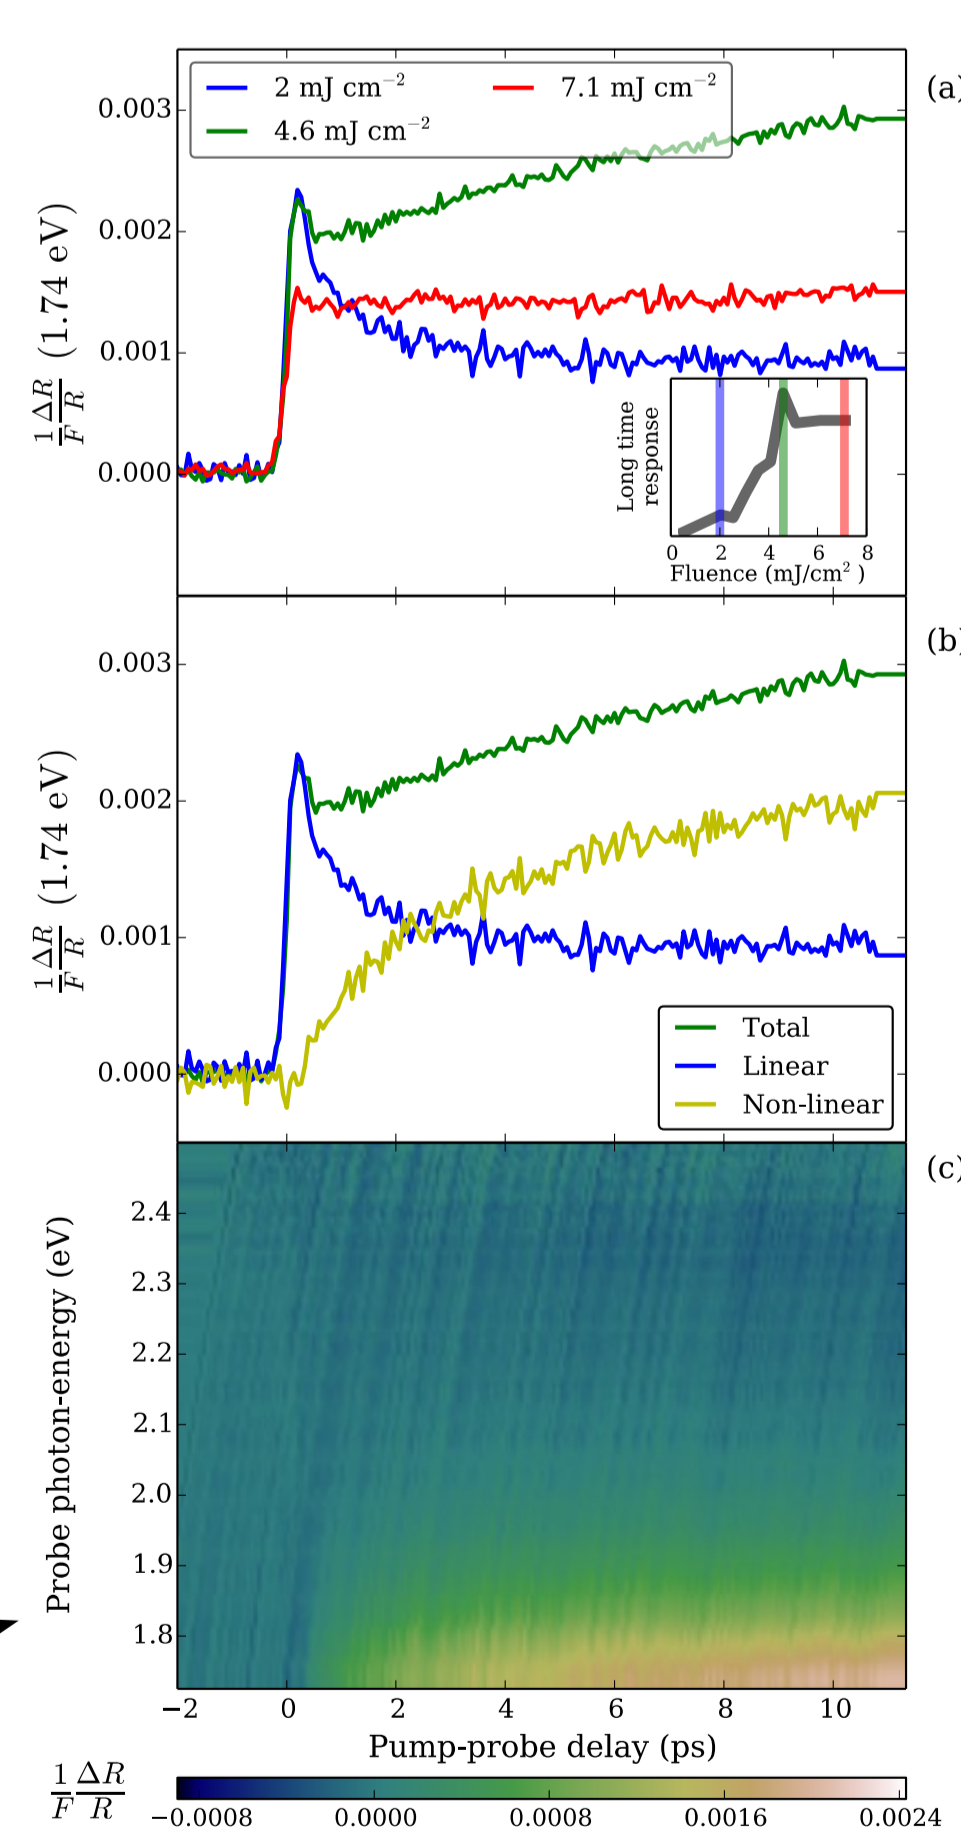 (a)
2 mJ cm⁻²
7.1 mJ cm⁻²
4.6 mJ cm⁻²
0.003
0.002
0.001
0.000
1/F ΔR/R (1.74 eV)
Long time
response
0 2 4 6 8
Fluence (mJ/cm² )
(b)
0.003
0.002
0.001
0.000
1/F ΔR/R (1.74 eV)
Total
Linear
Non-linear
(c)
2.4
2.3
2.2
2.1
2.0
1.9
1.8
Probe photon-energy (eV)
−2 0 2 4 6 8 10
Pump-probe delay (ps)
1/F ΔR/R
−0.0008 0.0000 0.0008 0.0016 0.0024